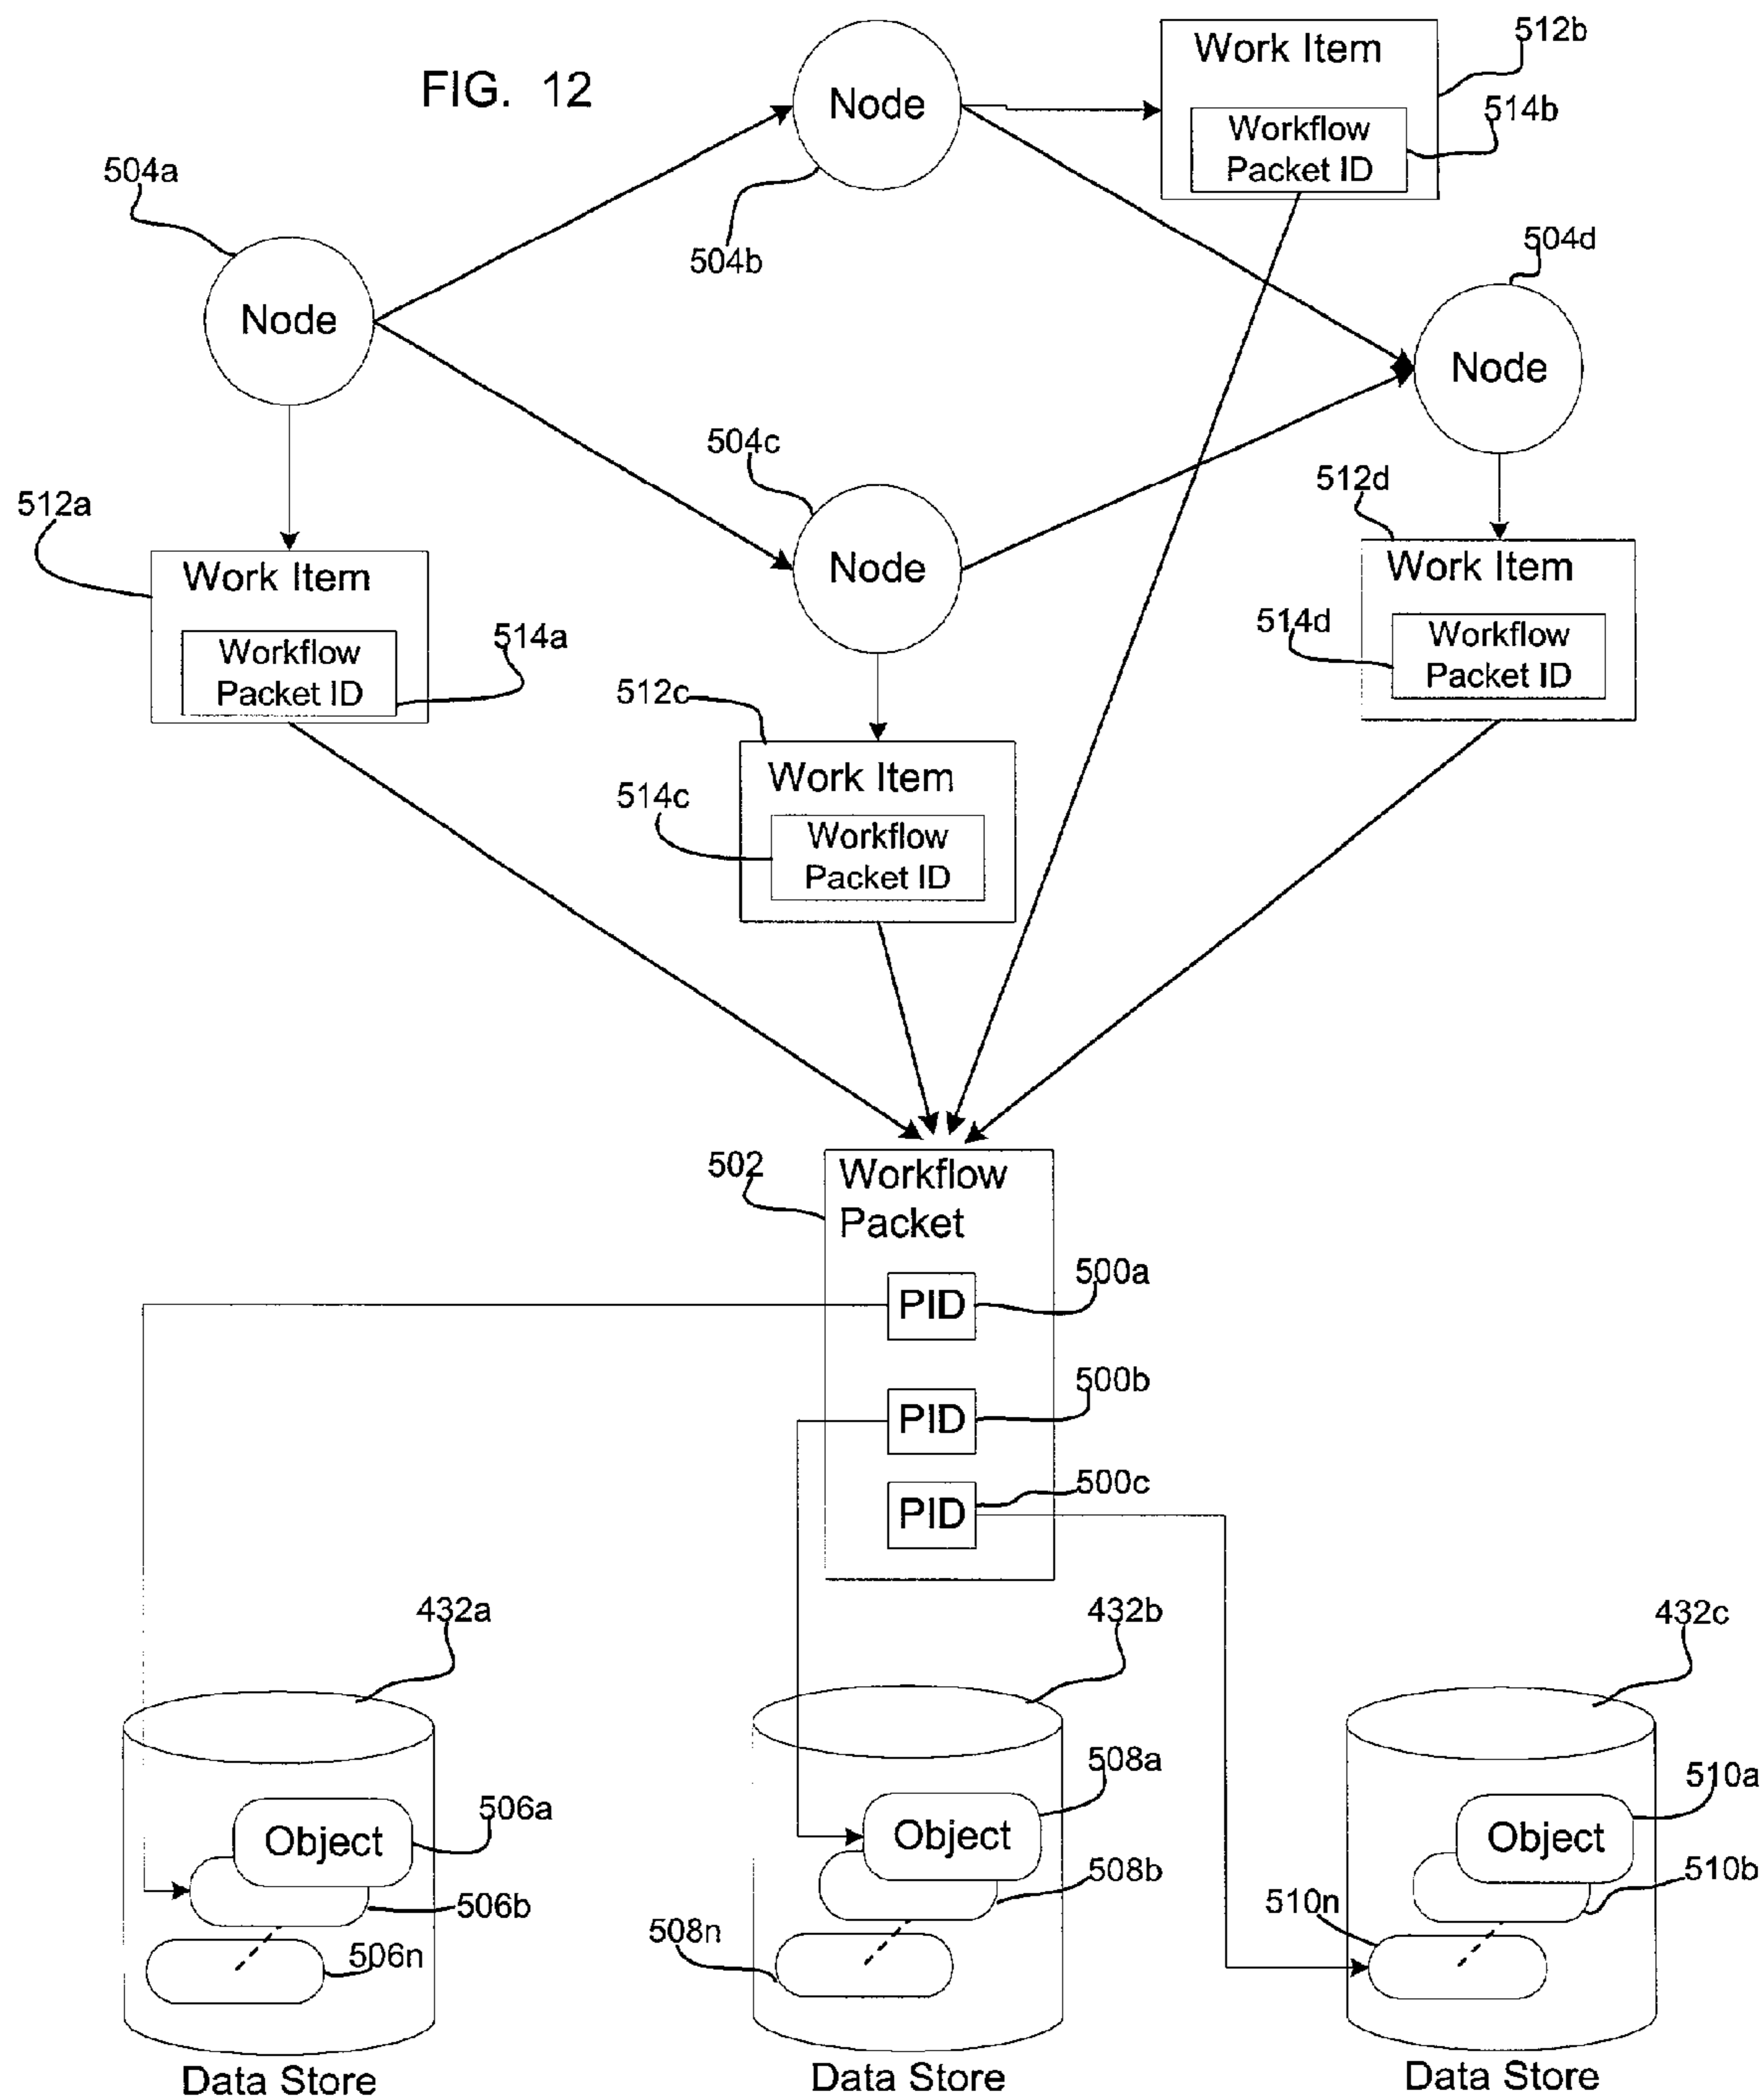 FIG. 12
Node
504a
Node
504b
Work Item
Workflow
Packet ID
512b
514b
Node
504d
Node
504c
512a
Work Item
Workflow
Packet ID
514a
512c
Work Item
Workflow
Packet ID
514c
512d
Work Item
Workflow
Packet ID
514d
502
Workflow
Packet
PID
500a
PID
500b
PID
500c
432a
Object
506a
506b
506n
Data Store
432b
Object
508a
508b
508n
Data Store
432c
Object
510a
510b
510n
Data Store